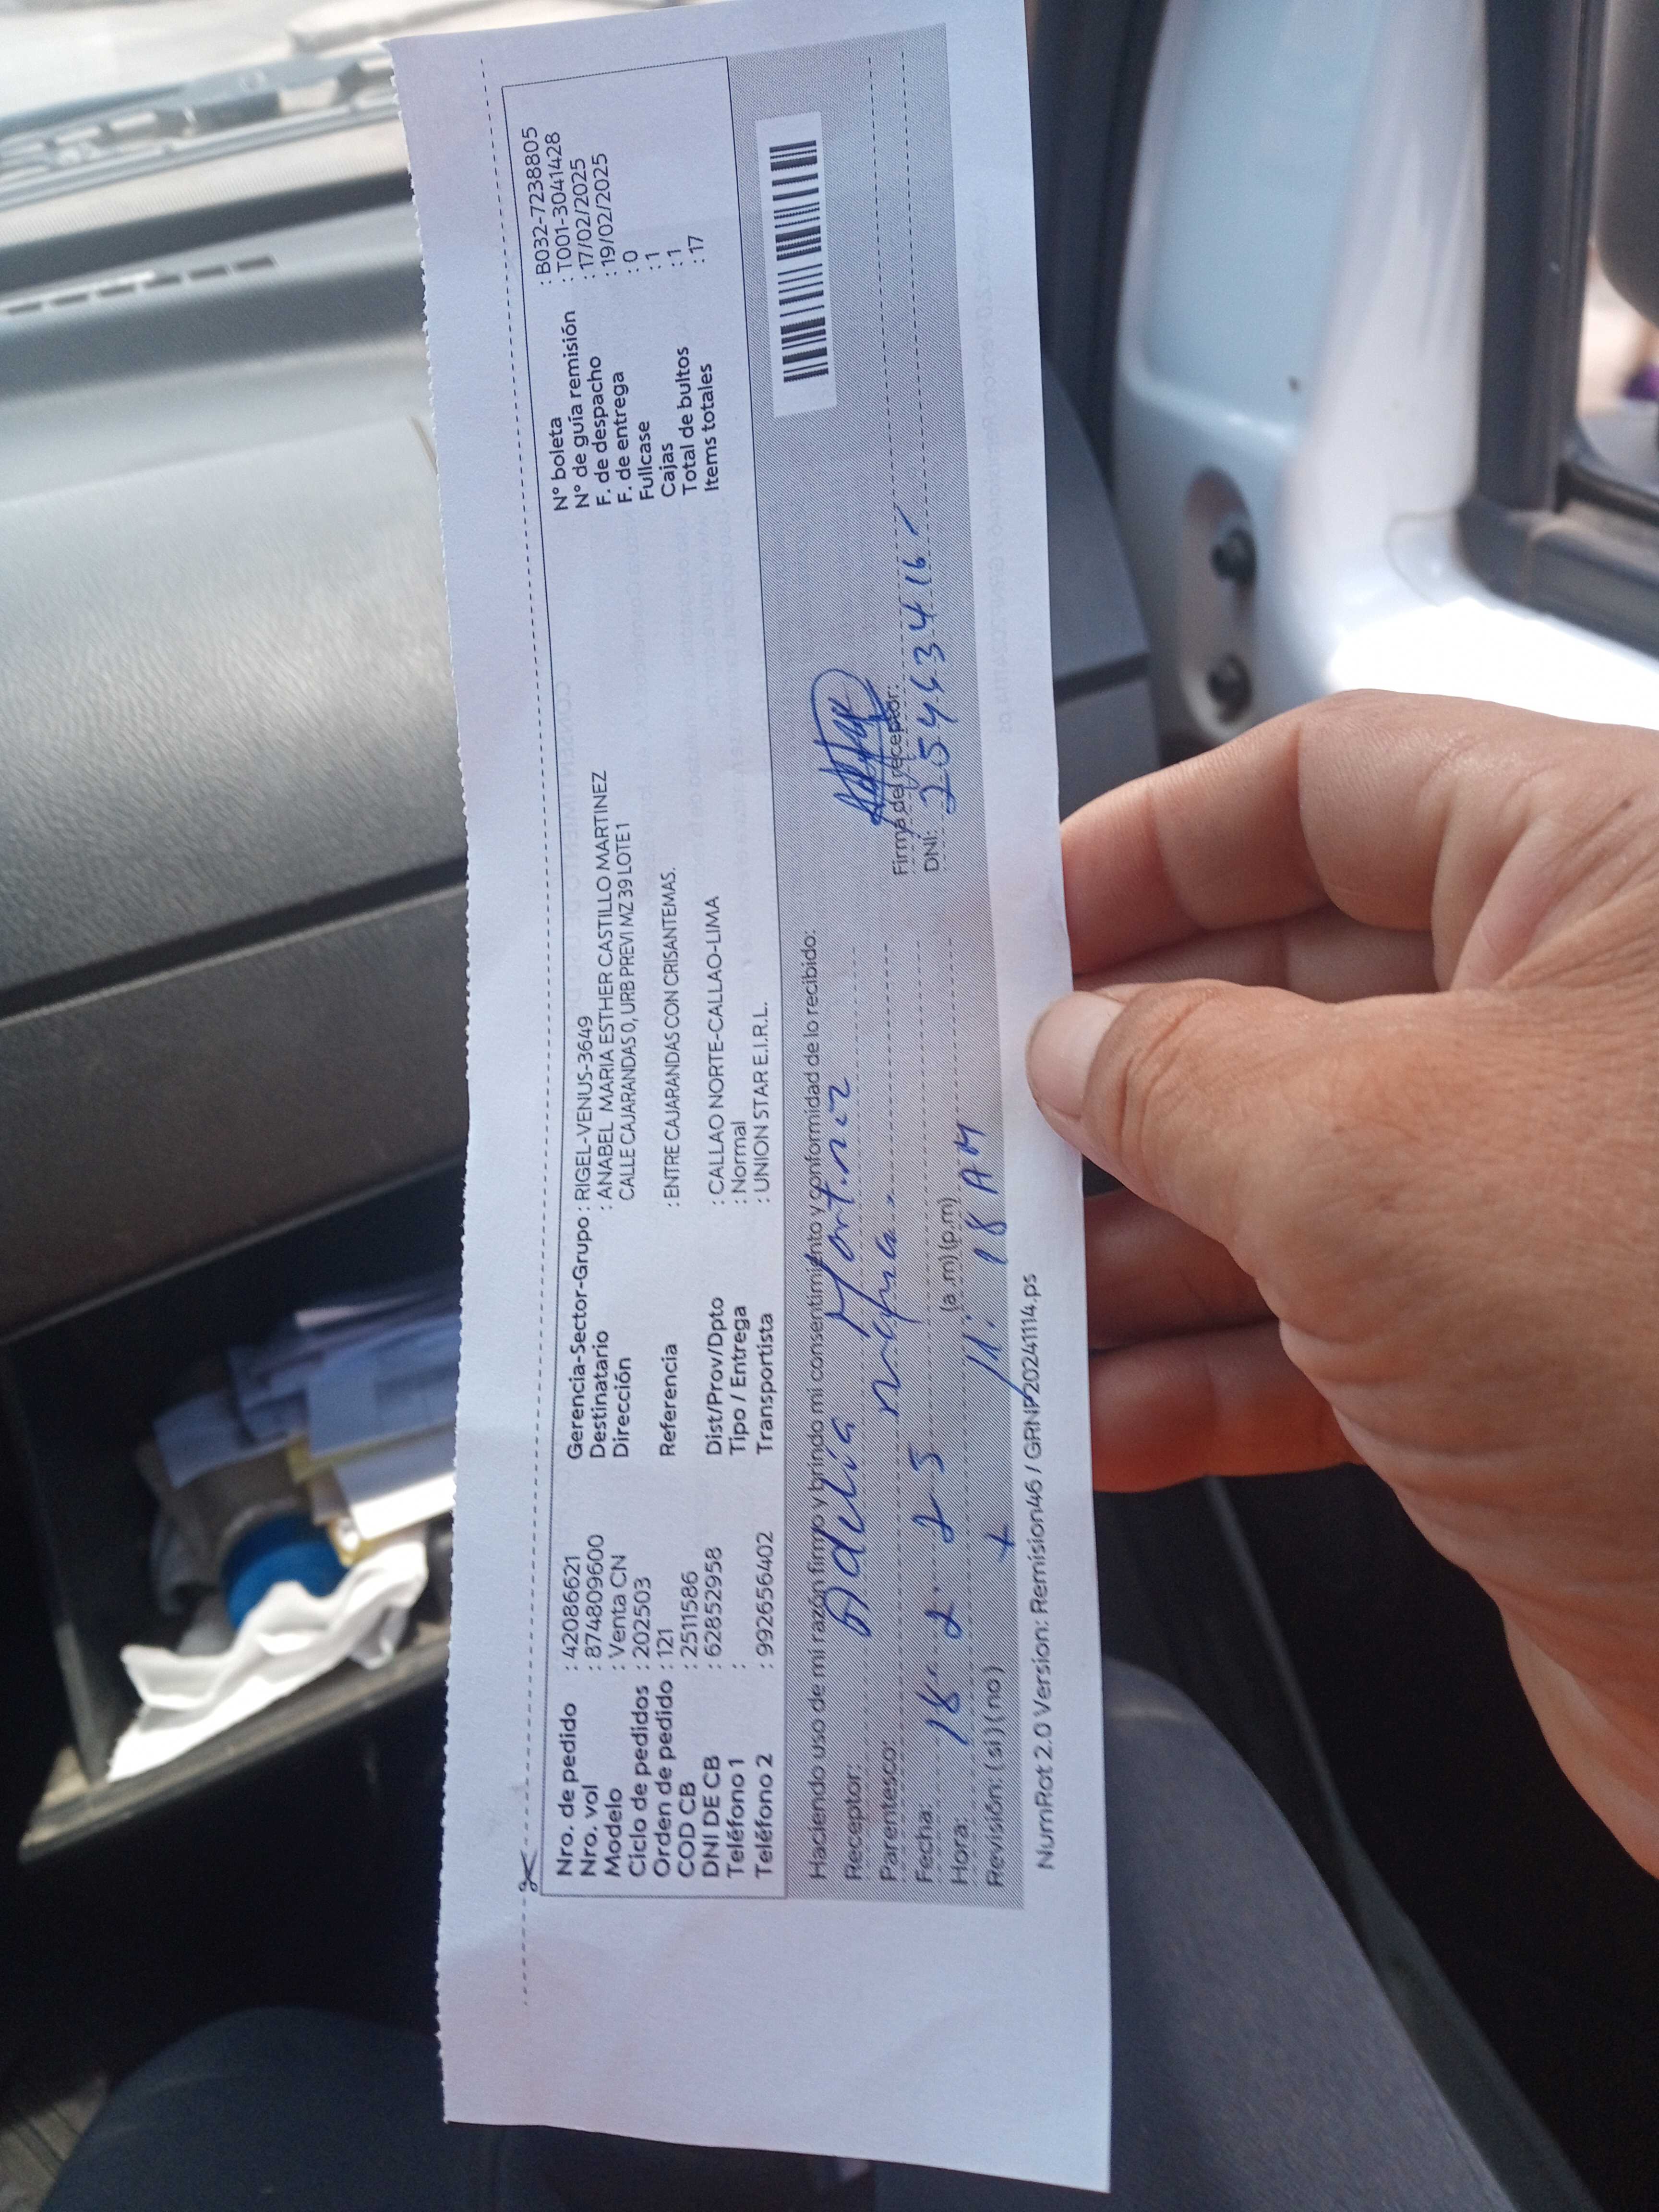 Nro. de pedido : 42086621
Nro. vol : 874809600
Modelo : Venta CN
Ciclo de pedidos : 202503
Orden de pedido : 121
COD CB : 2511586
DNI DE CB : 62852958
Teléfono 1 :
Teléfono 2 : 992656402
Gerencia-Sector-Grupo : RIGEL-VENUS-3649
Destinatario : ANABEL MARIA ESTHER CASTILLO MARTINEZ
Dirección CALLE CAJARANDAS 0, URB PREVI MZ 39 LOTE 1
Referencia : ENTRE CAJARANDAS CON CRISANTEMAS.
Dist/Prov/Dpto : CALLAO NORTE-CALLAO-LIMA
Tipo / Entrega : Normal
Transportista : UNION STAR E.I.R.L.
N° boleta : B032-7238805
N° de guía remisión : T001-3041428
F. de despacho : 17/02/2025
F. de entrega : 19/02/2025
Fullcase : 0
Cajas : 1
Total de bultos : 1
Items totales : 17
Haciendo uso de mi razón firmo y brindo mi consentimiento y conformidad de lo recibido:
Receptor: Adelia Martinez
Parentesco: mama.
Fecha: 18 2 25
Hora: 11:18 AM (a .m) (p.m)
Revisión: (si) (no)
Firma del receptor:
DNI:
NumRot 2.0 Version: Remision46 / GRNP20241114.ps